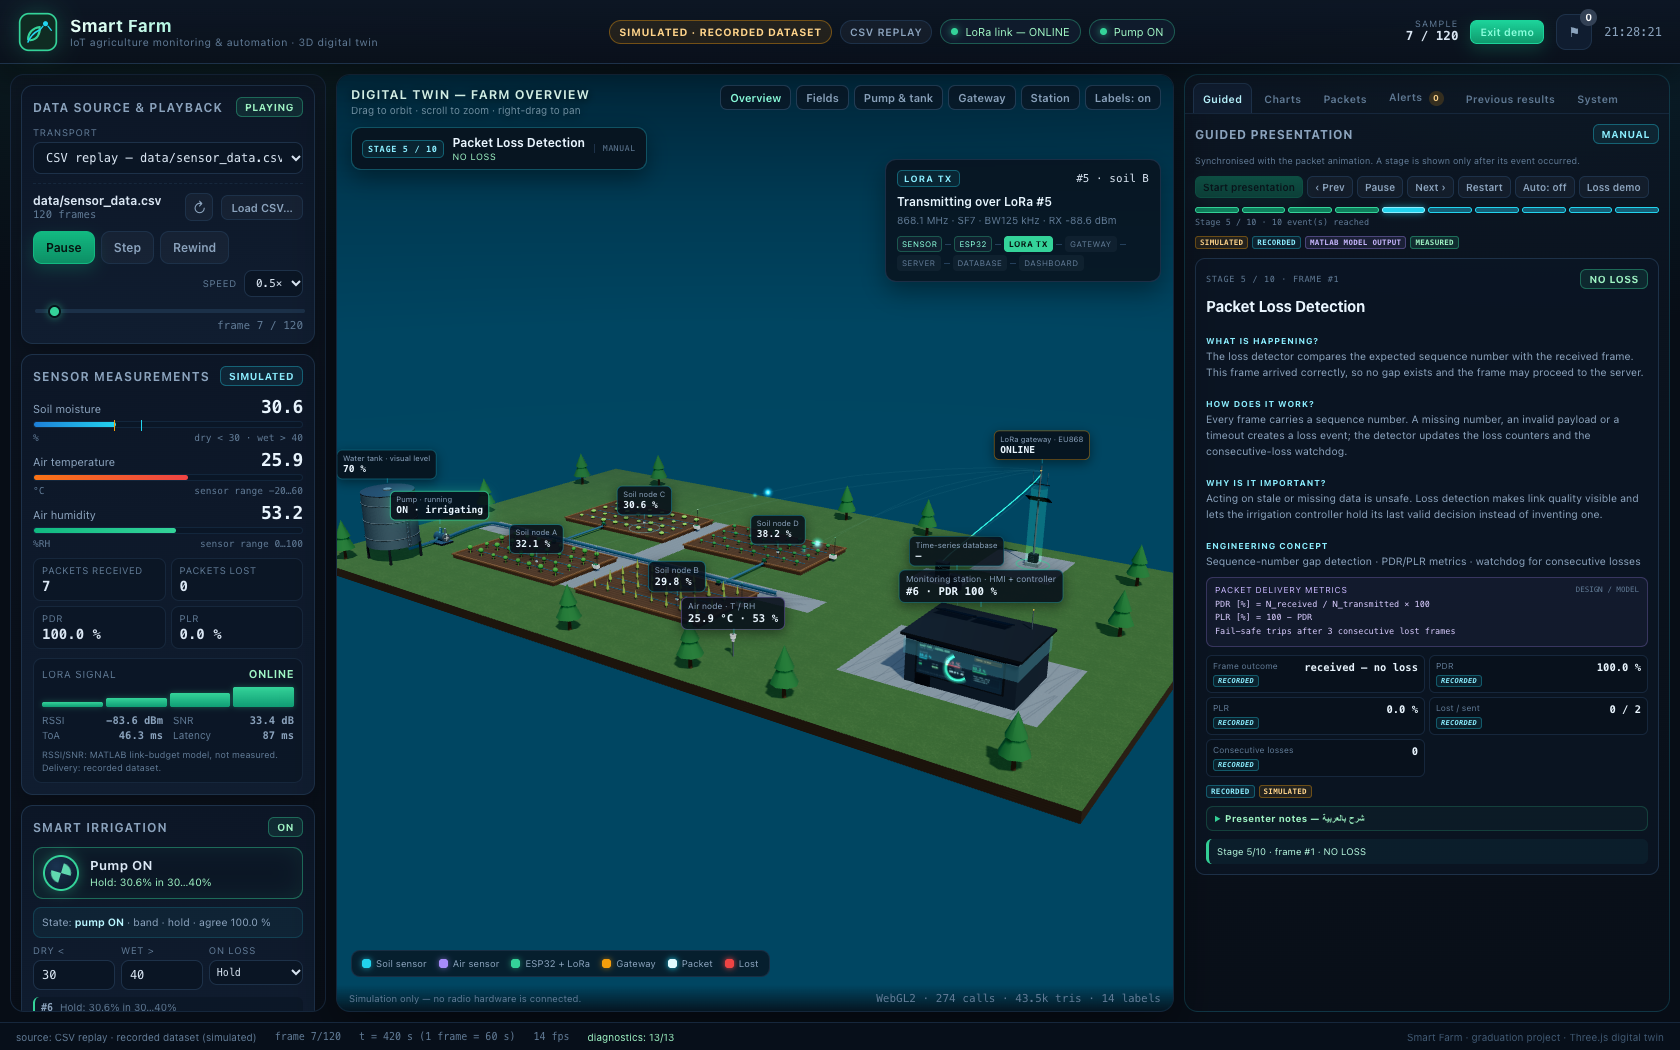 Smart Farm
IoT agriculture monitoring & automation · 3D digital twin
SIMULATED · RECORDED DATASET
CSV REPLAY
LoRa link — ONLINE
Pump ON
SAMPLE
7 / 120
Exit demo
0
21:28:21
DATA SOURCE & PLAYBACK
PLAYING
TRANSPORT
CSV replay — data/sensor_data.csv
data/sensor_data.csv
120 frames
Load CSV...
Pause
Step
Rewind
SPEED
0.5×
frame 7 / 120
SENSOR MEASUREMENTS
SIMULATED
Soil moisture
30.6
%
dry < 30 · wet > 40
Air temperature
25.9
°C
sensor range −20…60
Air humidity
53.2
%RH
sensor range 0…100
PACKETS RECEIVED
7
PACKETS LOST
0
PDR
100.0 %
PLR
0.0 %
LORA SIGNAL
ONLINE
RSSI
−83.6 dBm
SNR
33.4 dB
ToA
46.3 ms
Latency
87 ms
RSSI/SNR: MATLAB link-budget model, not measured.
Delivery: recorded dataset.
SMART IRRIGATION
ON
Pump ON
Hold: 30.6% in 30…40%
State: pump ON · band · hold · agree 100.0 %
DRY <
WET >
ON LOSS
30
40
Hold
#6 Hold: 30.6% in 30…40%
DIGITAL TWIN — FARM OVERVIEW
Drag to orbit · scroll to zoom · right-drag to pan
Overview
Fields
Pump & tank
Gateway
Station
Labels: on
STAGE 5 / 10
Packet Loss Detection
NO LOSS
MANUAL
LORA TX
#5 · soil B
Transmitting over LoRa #5
868.1 MHz · SF7 · BW125 kHz · RX -88.6 dBm
SENSOR — ESP32 — LORA TX — GATEWAY —
SERVER — DATABASE — DASHBOARD
LoRa gateway · EU868
ONLINE
Water tank · visual level
70 %
Pump · running
ON · irrigating
Soil node C
30.6 %
Soil node D
38.2 %
Soil node A
32.1 %
Time-series database
—
Soil node B
29.8 %
Monitoring station · HMI + controller
#6 · PDR 100 %
Air node · T / RH
25.9 °C · 53 %
Soil sensor
Air sensor
ESP32 + LoRa
Gateway
Packet
Lost
Simulation only — no radio hardware is connected.
WebGL2 · 274 calls · 43.5k tris · 14 labels
Guided
Charts
Packets
Alerts 0
Previous results
System
GUIDED PRESENTATION
MANUAL
Synchronised with the packet animation. A stage is shown only after its event occurred.
Start presentation
‹ Prev
Pause
Next ›
Restart
Auto: off
Loss demo
Stage 5 / 10 · 10 event(s) reached
SIMULATED
RECORDED
MATLAB MODEL OUTPUT
MEASURED
STAGE 5 / 10 · FRAME #1
NO LOSS
Packet Loss Detection
WHAT IS HAPPENING?
The loss detector compares the expected sequence number with the received frame.
This frame arrived correctly, so no gap exists and the frame may proceed to the server.
HOW DOES IT WORK?
Every frame carries a sequence number. A missing number, an invalid payload or a
timeout creates a loss event; the detector updates the loss counters and the
consecutive-loss watchdog.
WHY IS IT IMPORTANT?
Acting on stale or missing data is unsafe. Loss detection makes link quality visible and
lets the irrigation controller hold its last valid decision instead of inventing one.
ENGINEERING CONCEPT
Sequence-number gap detection · PDR/PLR metrics · watchdog for consecutive losses
PACKET DELIVERY METRICS
DESIGN / MODEL
PDR [%] = N_received / N_transmitted × 100
PLR [%] = 100 − PDR
Fail-safe trips after 3 consecutive lost frames
Frame outcome
received — no loss
RECORDED
PDR
100.0 %
RECORDED
PLR
0.0 %
RECORDED
Lost / sent
0 / 2
RECORDED
Consecutive losses
0
RECORDED
RECORDED
SIMULATED
Presenter notes — شرح بالعربية
Stage 5/10 · frame #1 · NO LOSS
source: CSV replay · recorded dataset (simulated)
frame 7/120
t = 420 s (1 frame = 60 s)
14 fps
diagnostics: 13/13
Smart Farm · graduation project · Three.js digital twin